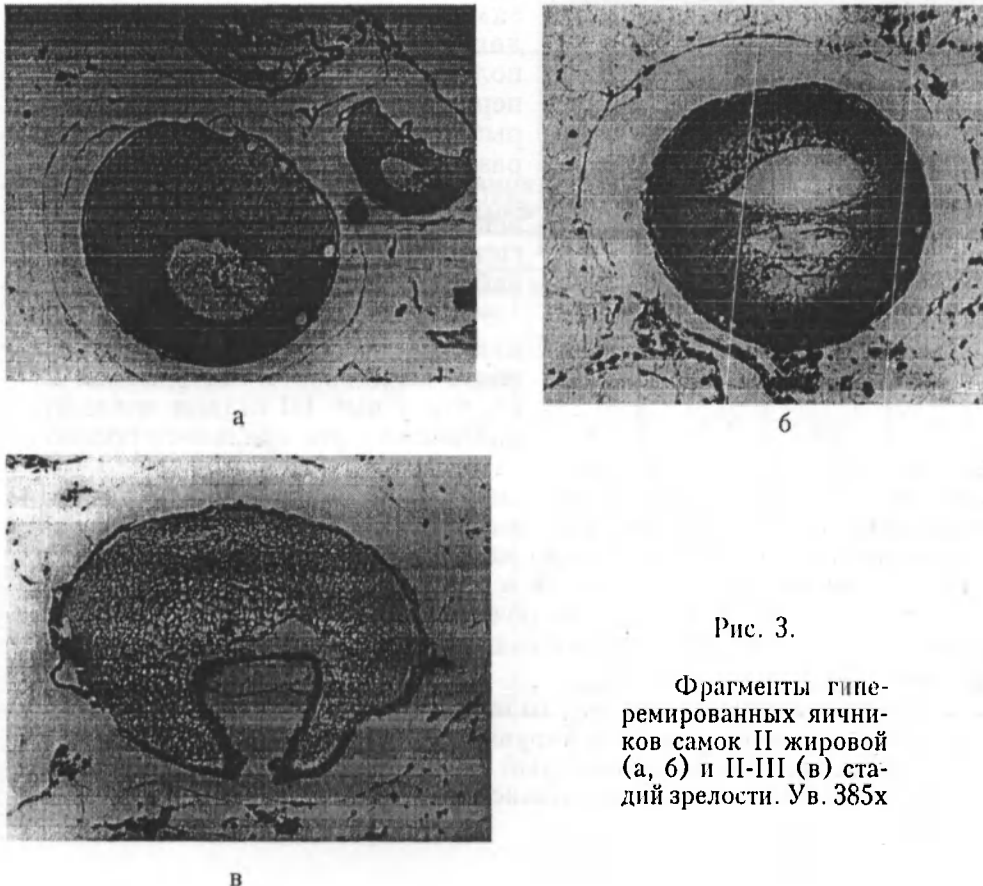 а
б
в
Рис. 3.
Фрагменты гипе-
ремированных яични-
ков самок II жировой
(а, б) и II-III (в) ста-
дий зрелости. Ув. 385х